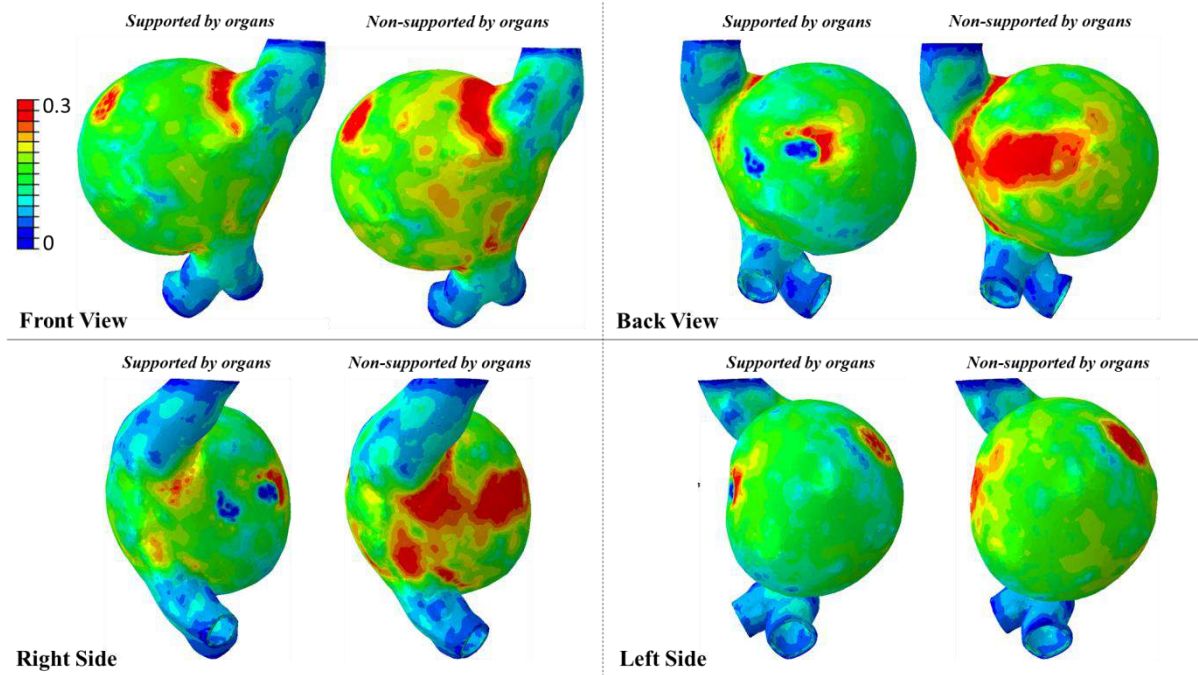 Supported by organs
Non-supported by organs
Supported by organs
Non-supported by organs
0.3
0
Front View
Back View
Supported by organs
Non-supported by organs
Supported by organs
Non-supported by organs
,
Right Side
Left Side